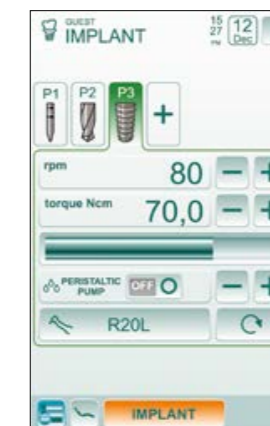 GUEST
IMPLANT
15
27
PM
12
Dec
P1
P2
P3
+
rpm
80
− +
torque Ncm
70,0
− +
PERISTALTIC
PUMP
OFF
− +
R20L
IMPLANT